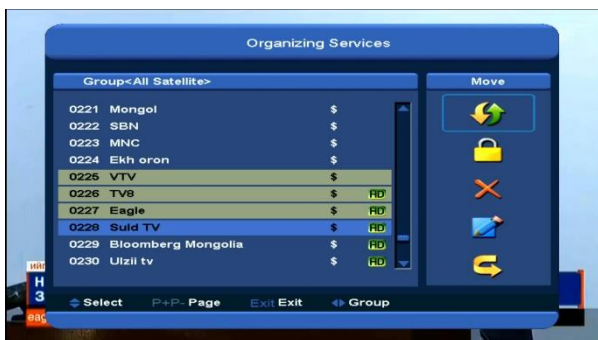 Organizing Services
Group<All Satellite>
Move
0221 Mongol $
0222 SBN $
0223 MNC $
0224 Ekh oron $
0225 VTV $
0226 TV8 $ HD
0227 Eagle $ HD
0228 Suld TV $ HD
0229 Bloomberg Mongolia $ HD
0230 Ulzii tv $ HD
Select P+P- Page Exit Exit Group
Н
З
eag